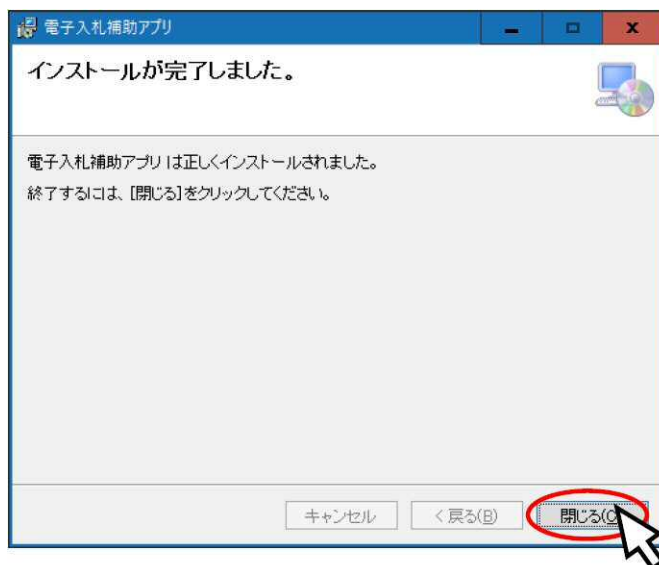 電子入札補助アプリ
インストールが完了しました。
電子入札補助アプリ は正しくインストールされました。
終了するには、[閉じる]をクリックしてください。
キャンセル
< 戻る(B)
閉じる(C